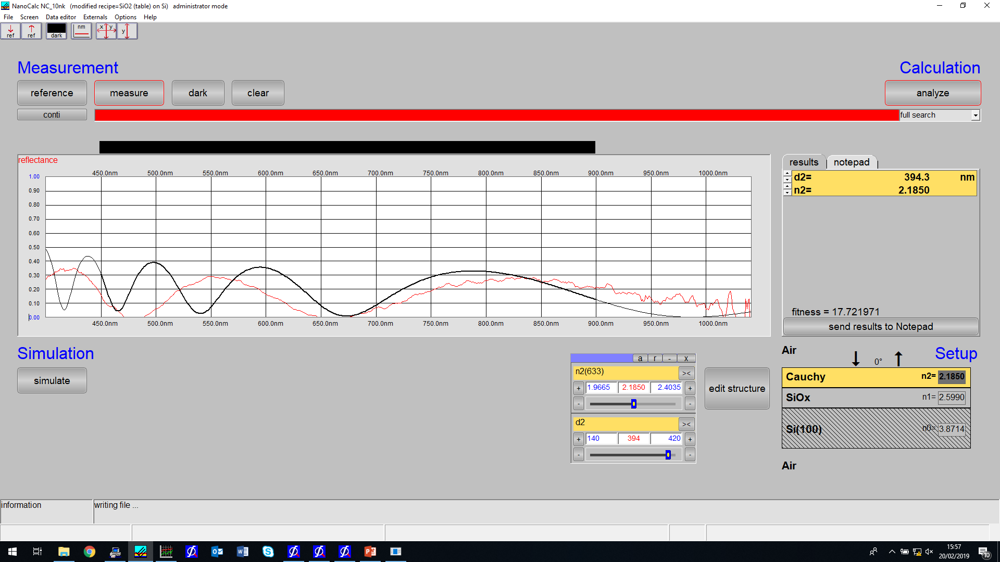 NanoCalc NC_10nk (modified recipe=SiO2 (table) on Si) administrator mode
File Screen Data editor Externals Options Help
ref ref dark nm x y y
Measurement
Calculation
reference measure dark clear
analyze
conti
full search
reflectance
450.0nm 500.0nm 550.0nm 600.0nm 650.0nm 700.0nm 750.0nm 800.0nm 850.0nm 900.0nm 950.0nm 1000.0nm
1.00
0.90
0.80
0.70
0.60
0.50
0.40
0.30
0.20
0.10
0.00
450.0nm 500.0nm 550.0nm 600.0nm 650.0nm 700.0nm 750.0nm 800.0nm 850.0nm 900.0nm 950.0nm 1000.0nm
results notepad
d2= 394.3 nm
n2= 2.1850
fitness = 17.721971
send results to Notepad
Simulation
simulate
a r - x
n2(633) ><
+ 1.9665 2.1850 2.4035 +
- -
d2 ><
+ 140 394 420 +
- -
edit structure
Air
0°
Setup
Cauchy n2= 2.1850
SiOx n1= 2.5990
Si(100) n0= 3.8714
Air
information writing file ...
15:57
20/02/2019
10